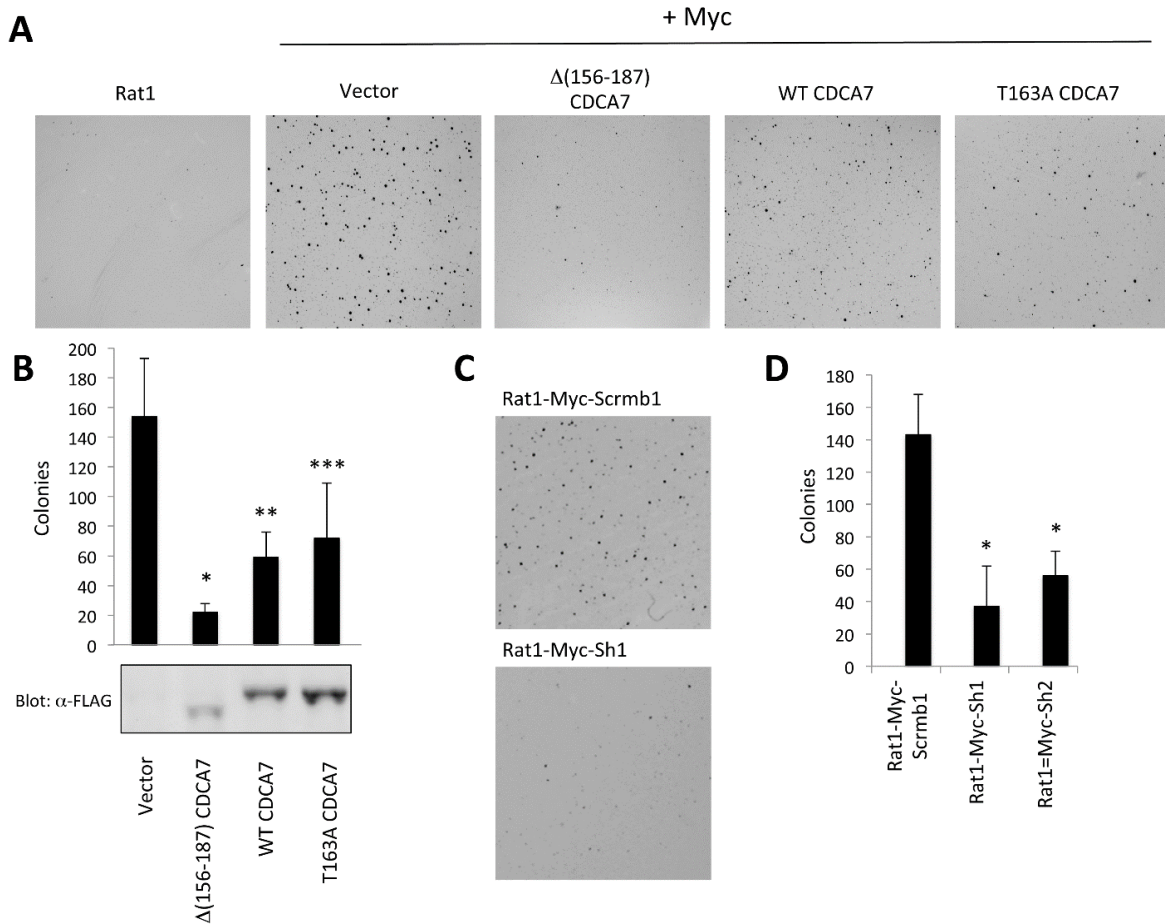 A
+ Myc
Rat1
Vector
Δ(156-187)
CDCA7
WT CDCA7
T163A CDCA7
B
200
180
160
140
120
100
80
60
40
20
0
Colonies
*
**
***
Blot: α-FLAG
Vector
Δ(156-187) CDCA7
WT CDCA7
T163A CDCA7
C
Rat1-Myc-Scrmb1
Rat1-Myc-Sh1
D
180
160
140
120
100
80
60
40
20
0
Colonies
*
*
Rat1-Myc-
Scrmb1
Rat1-Myc-Sh1
Rat1=Myc-Sh2